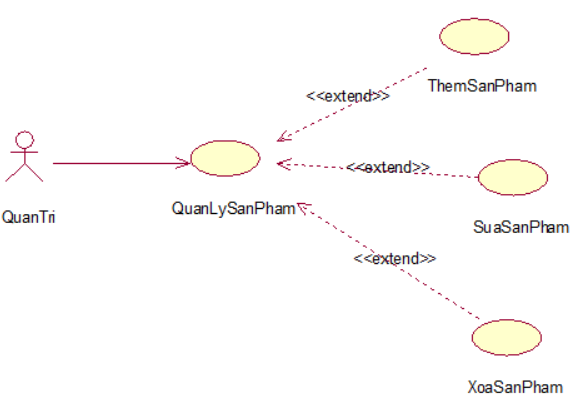 ThemSanPham
<<extend>>
<<extend>>
QuanTri
QuanLySanPham
SuaSanPham
<<extend>>
XoaSanPham